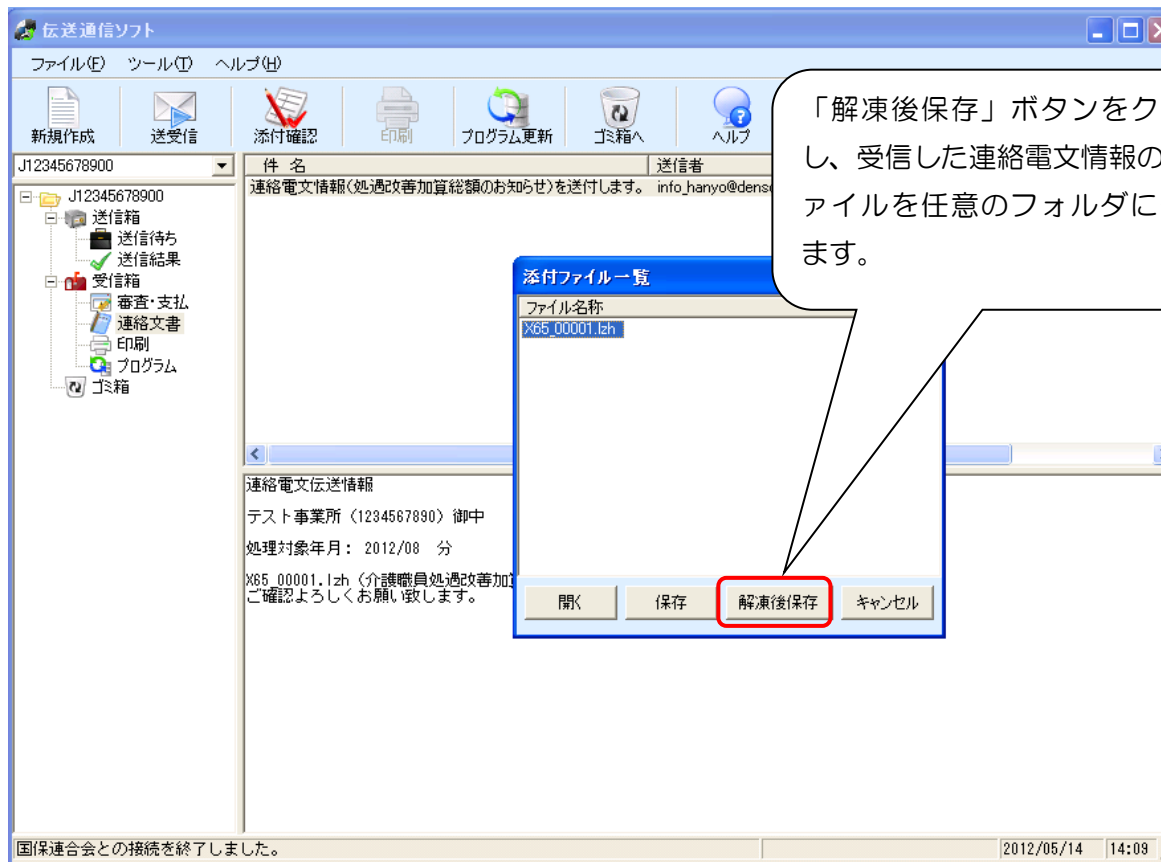 伝送通信ソフト
ファイル(F) ツール(T) ヘルプ(H)
新規作成 送受信 添付確認 印刷 プログラム更新 ゴミ箱へ ヘルプ
「解凍後保存」ボタンをク
し、受信した連絡電文情報の
ァイルを任意のフォルダに
ます。
J12345678900
件 名 送信者
連絡電文情報(処遇改善加算総額のお知らせ)を送付します。 info_hanyo@dens
J12345678900
送信箱
送信待ち
送信結果
受信箱
審査・支払
連絡文書
印刷
プログラム
ゴミ箱
添付ファイル一覧
ファイル名称
X65_00001.lzh
開く 保存 解凍後保存 キャンセル
連絡電文伝送情報
テスト事業所（1234567890）御中
処理対象年月： 2012/08 分
X65_00001.lzh（介護職員処遇改善加
ご確認よろしくお願い致します。
国保連合会との接続を終了しました。 2012/05/14 14:09